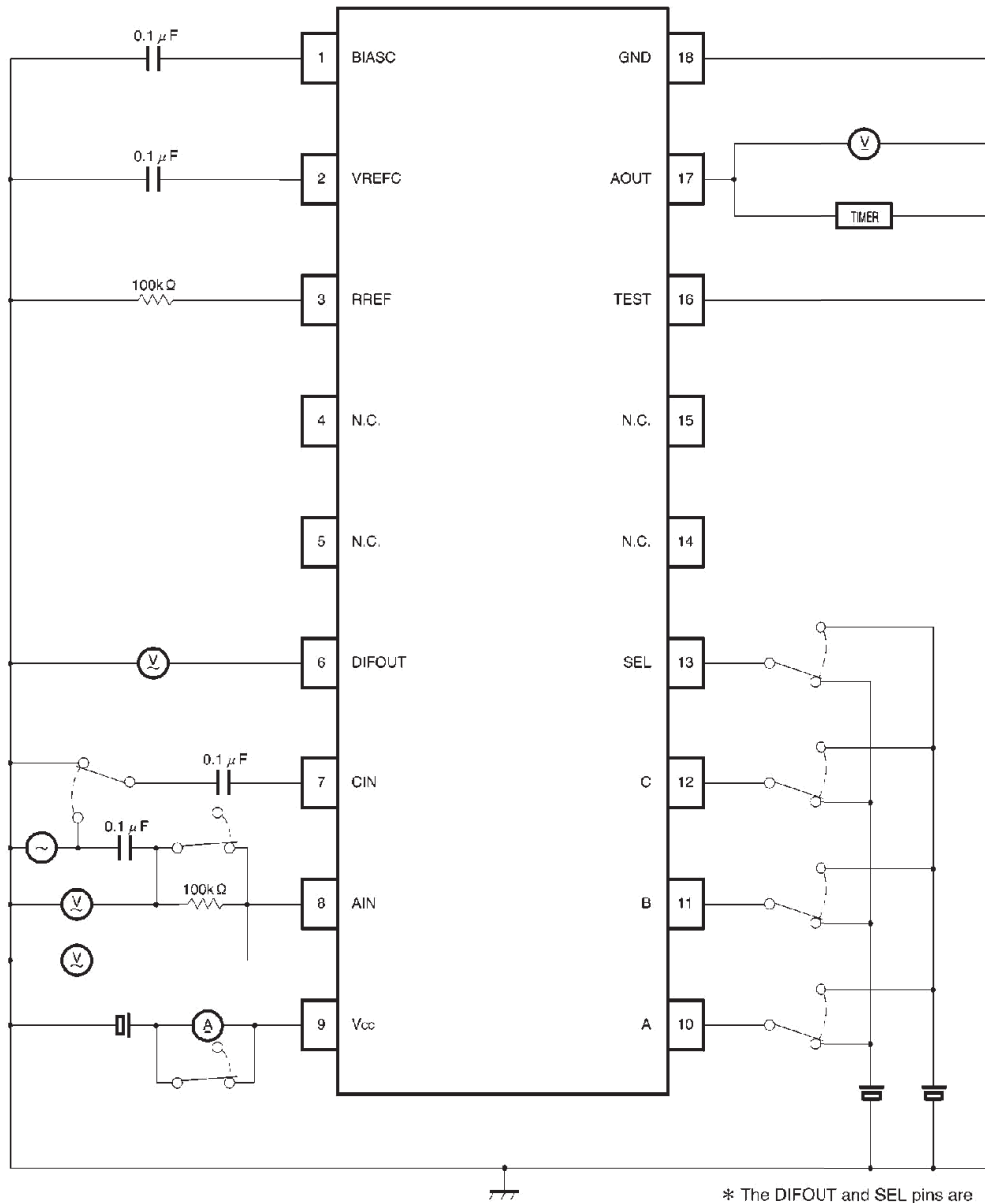 0.1 μF
1 BIASC
GND 18
0.1 μF
2 VREFC
AOUT 17
V
TIMER
100kΩ
3 RREF
TEST 16
4 N.C.
N.C. 15
5 N.C.
N.C. 14
V
6 DIFOUT
SEL 13
0.1 μF
7 CIN
C 12
0.1 μF
~
V
100kΩ
8 AIN
B 11
V
A
9 Vcc
A 10
* The DIFOUT and SEL pins are